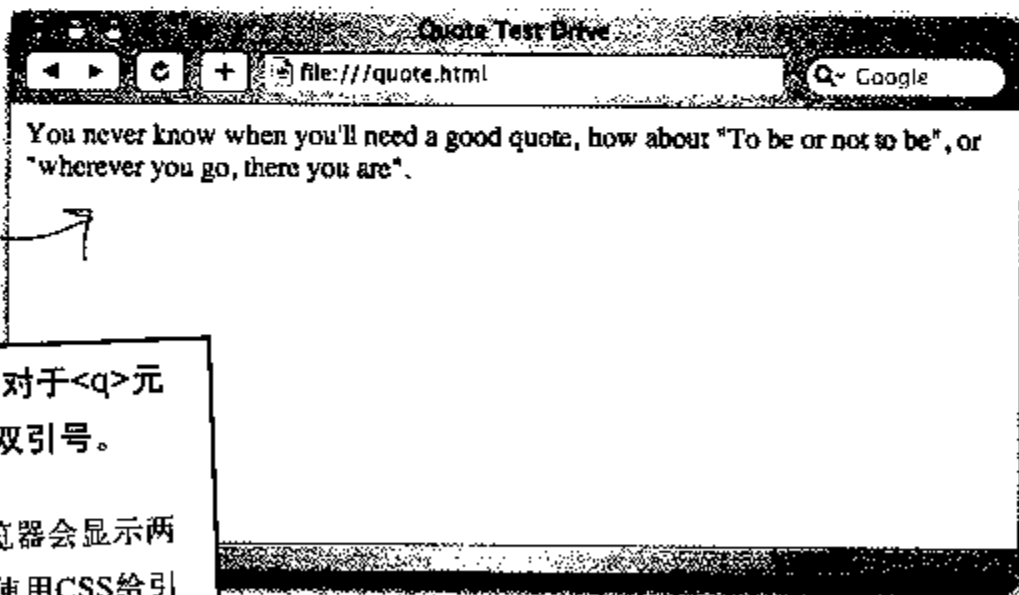 Quote Test Drive
file:///quote.html
Google
You never know when you'll need a good quote, how about "To be or not to be", or
"wherever you go, there you are".
对于<q>元
双引号。
览器会显示两
使用CSS给引